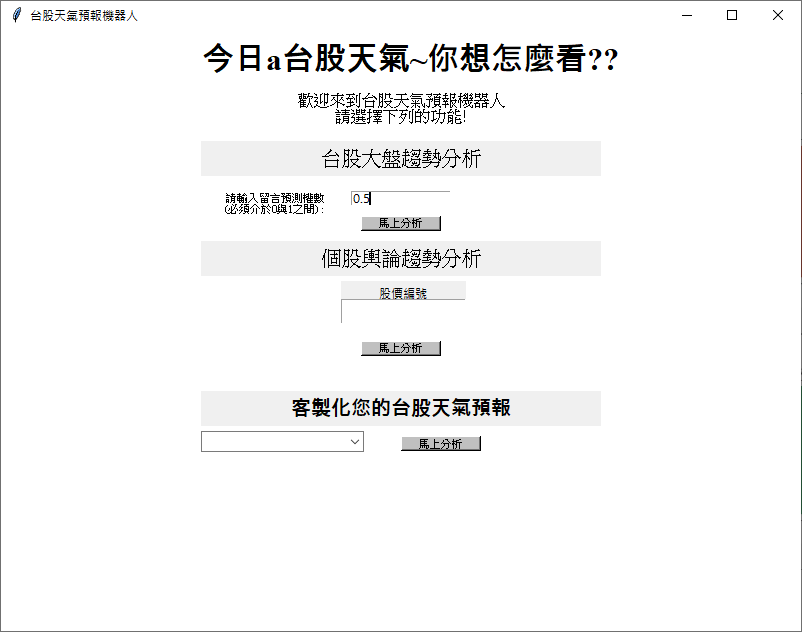 台股天氣預報機器人
今日a台股天氣~你想怎麼看??
歡迎來到台股天氣預報機器人
請選擇下列的功能!
台股大盤趨勢分析
請輸入留言預測權數
(必須介於0與1之間) :
0.5
馬上分析
個股輿論趨勢分析
股價編號
馬上分析
客製化您的台股天氣預報
馬上分析